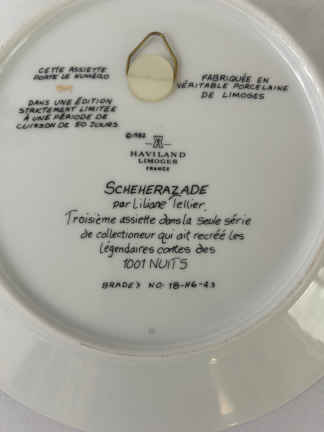 CETTE ASSIETTE
PORTE LE NUMÉRO
DANS UNE ÉDITION
STRICTEMENT LIMITÉE
À UNE PÉRIODE DE
CUISSON DE 50 JOURS
FABRIQUÉE EN
VÉRITABLE PORCELAINE
DE LIMOGES
©1982
HAVILAND
LIMOGES
FRANCE
SCHEHERAZADE
par Liliane Tellier.
Troisième assiette dans la seule série
de collectioneur qui ait recréé les
légendaires contes des
1001 NUITS
BRADEX NO. 18-H6-4.3